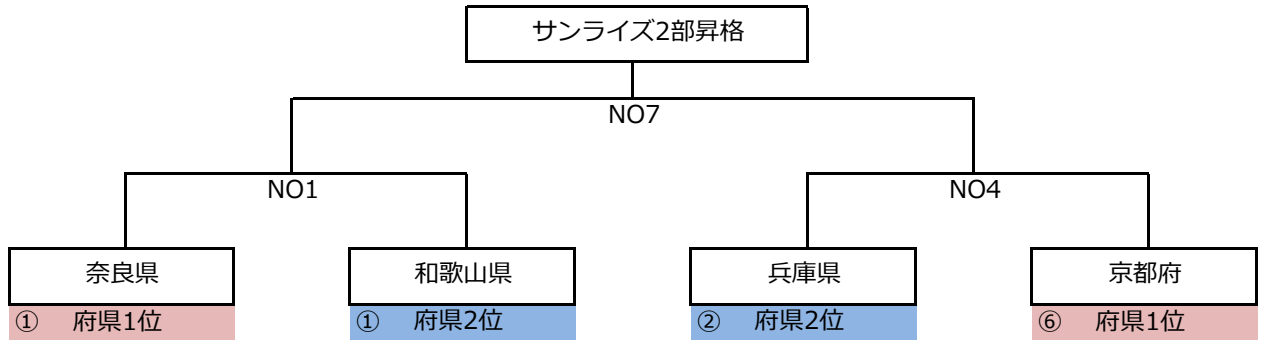 サンライズ2部昇格
NO7
NO1
NO4
奈良県
和歌山県
兵庫県
京都府
① 府県1位
① 府県2位
② 府県2位
⑥ 府県1位